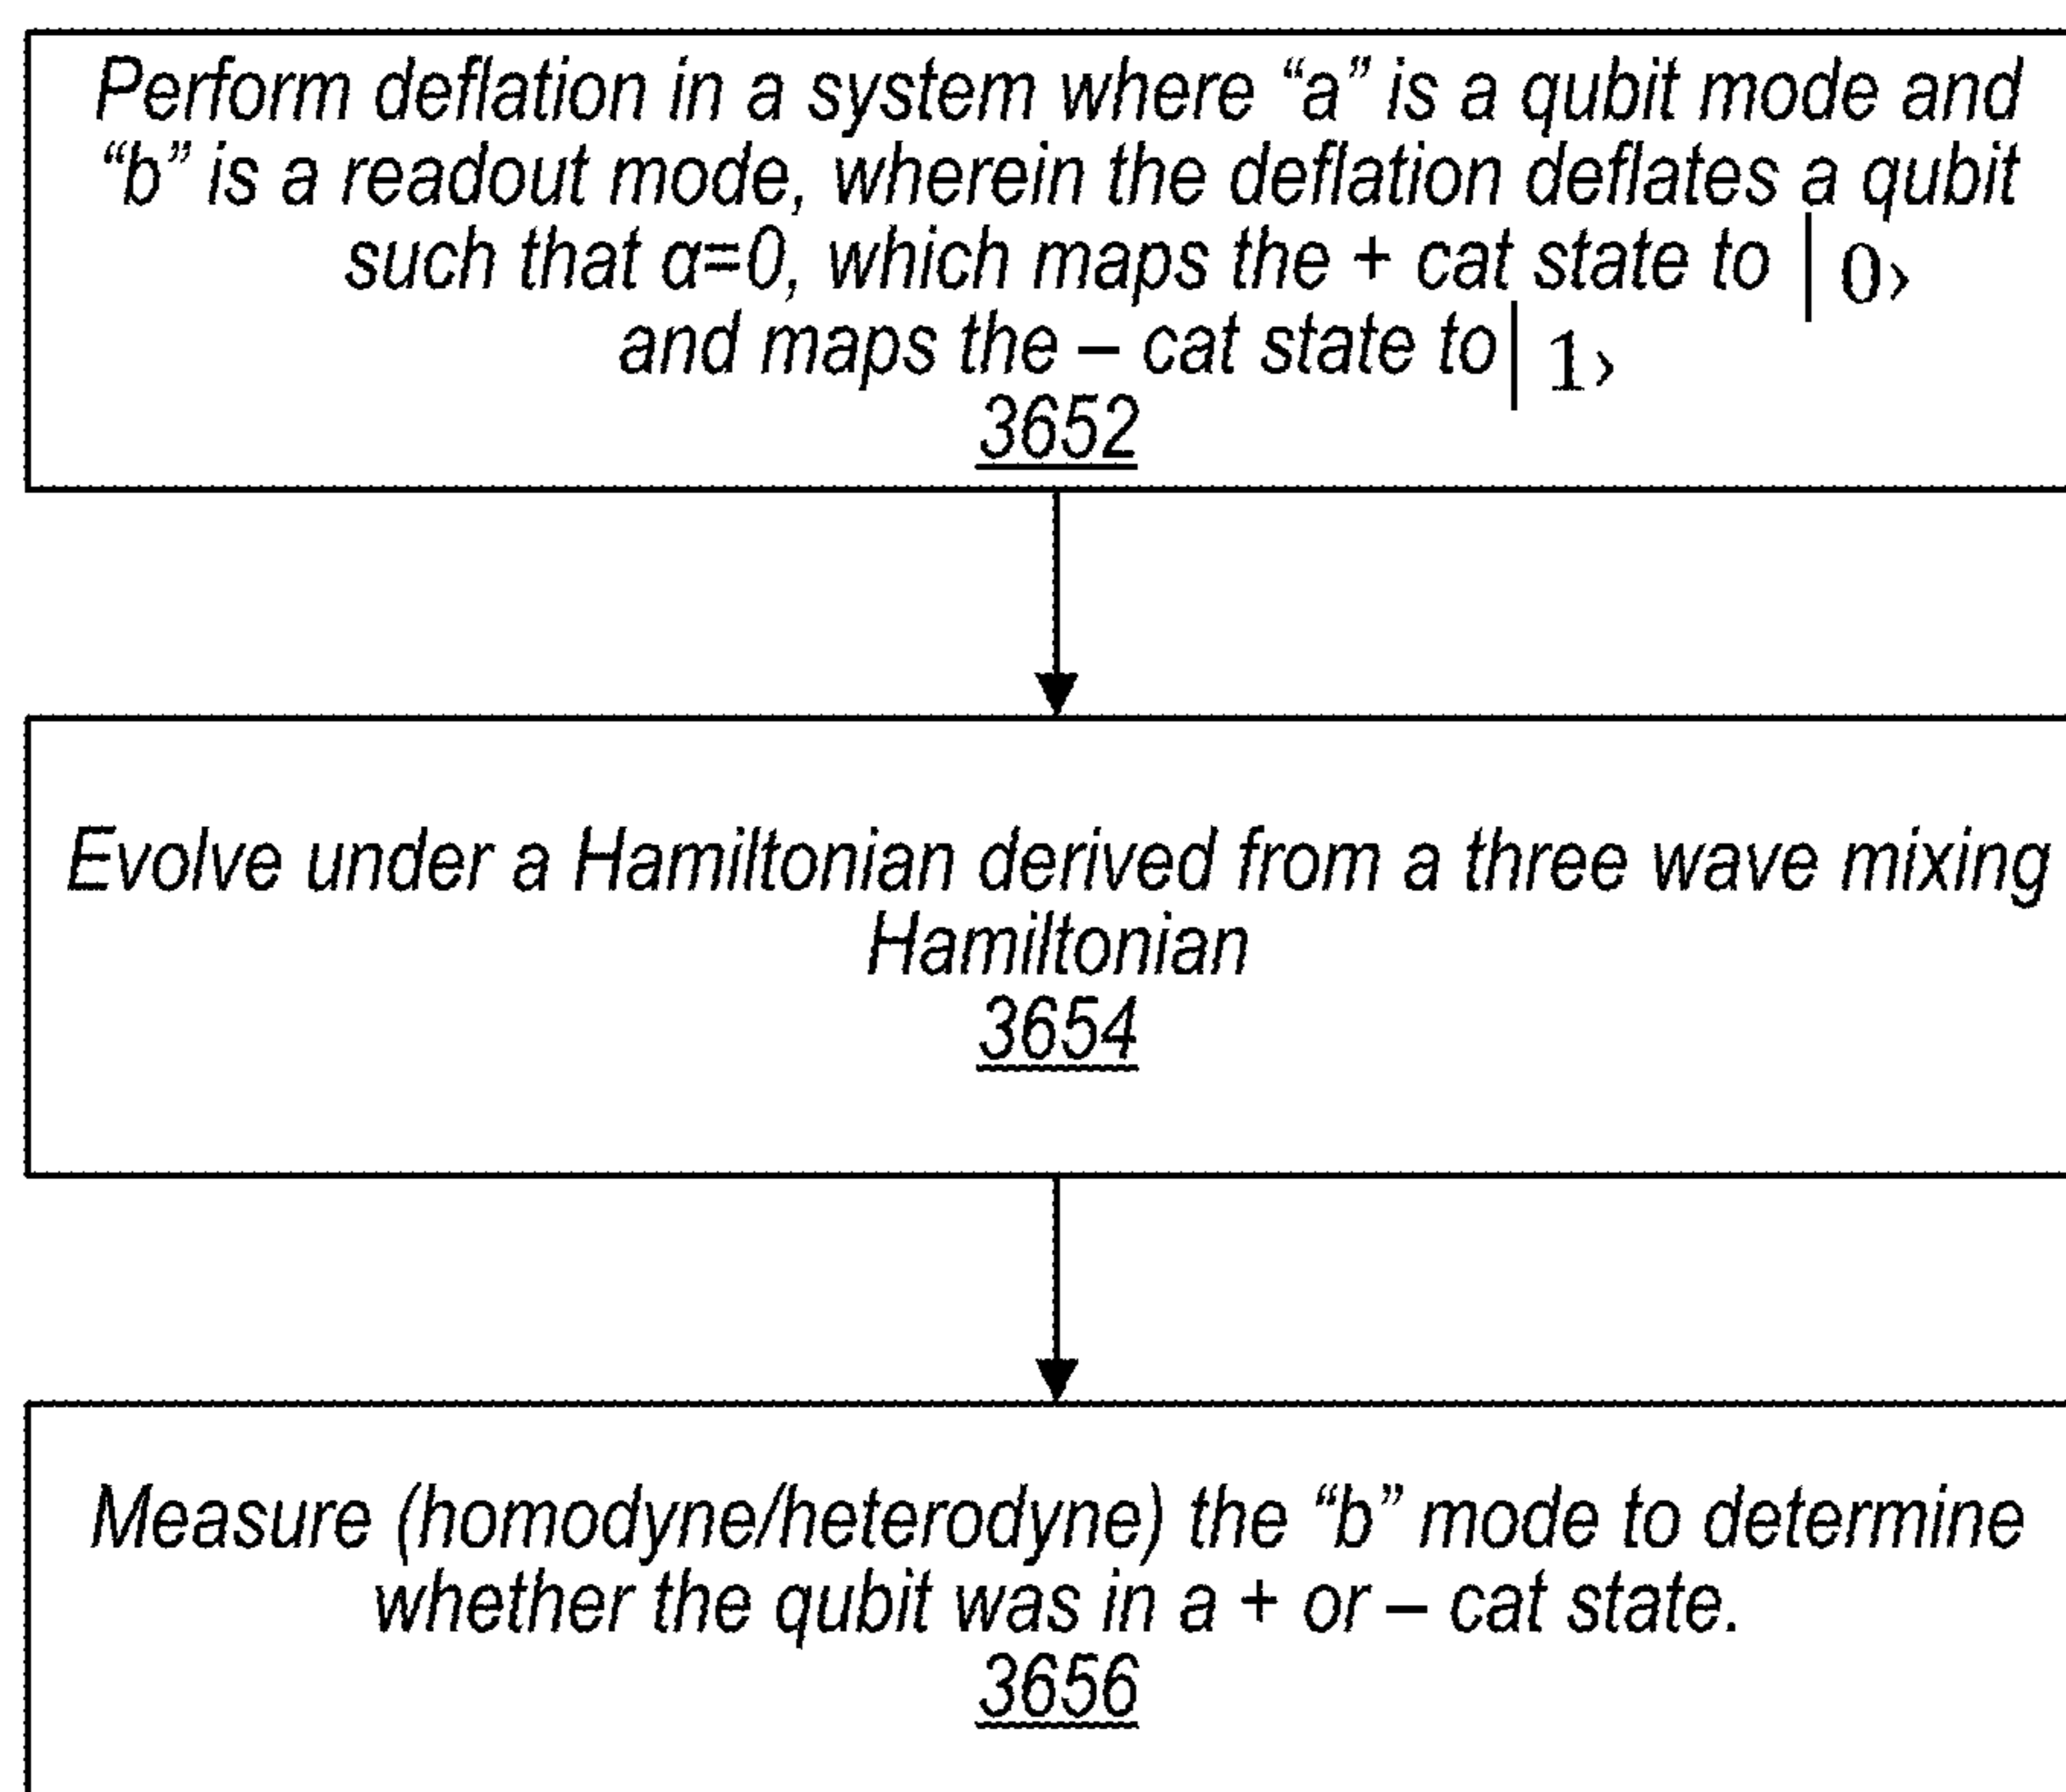 Perform deflation in a system where “a” is a qubit mode and
“b” is a readout mode, wherein the deflation deflates a qubit
such that α=0, which maps the + cat state to | 0›
and maps the – cat state to | 1›
3652
Evolve under a Hamiltonian derived from a three wave mixing
Hamiltonian
3654
Measure (homodyne/heterodyne) the “b” mode to determine
whether the qubit was in a + or – cat state.
3656